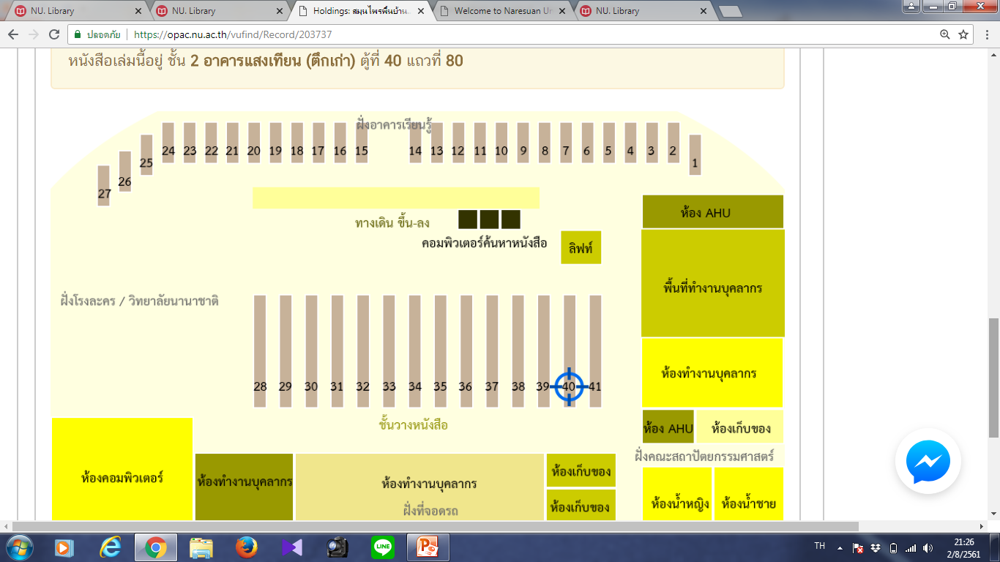 NU. Library
NU. Library
Holdings: สมุนไพรพื้นบ้าน...
Welcome to Naresuan Un
NU. Library
ปลอดภัย
https://opac.nu.ac.th/vufind/Record/203737
หนังสือเล่มนี้อยู่ ชั้น 2 อาคารแสงเทียน (ตึกเก่า) ตู้ที่ 40 แถวที่ 80
ฝั่งอาคารเรียนรู้
27 26 25 24 23 22 21 20 19 18 17 16 15 14 13 12 11 10 9 8 7 6 5 4 3 2 1
ห้อง AHU
ทางเดิน ขึ้น-ลง
คอมพิวเตอร์ค้นหาหนังสือ
ลิฟท์
พื้นที่ทำงานบุคลากร
ฝั่งโรงละคร / วิทยาลัยนานาชาติ
ห้องทำงานบุคลากร
28 29 30 31 32 33 34 35 36 37 38 39 40 41
ชั้นวางหนังสือ
ห้อง AHU
ห้องเก็บของ
ฝั่งคณะสถาปัตยกรรมศาสตร์
ห้องคอมพิวเตอร์
ห้องทำงานบุคลากร
ห้องทำงานบุคลากร
ฝั่งที่จอดรถ
ห้องเก็บของ
ห้องเก็บของ
ห้องน้ำหญิง
ห้องน้ำชาย
LINE
TH
21:26
2/8/2561